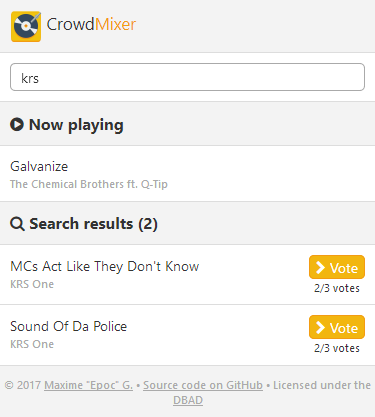 CrowdMixer
krs
Now playing
Galvanize
The Chemical Brothers ft. Q-Tip
Search results (2)
MCs Act Like They Don't Know
Vote
KRS One
2/3 votes
Sound Of Da Police
Vote
KRS One
2/3 votes
© 2017 Maxime "Epoc" G. • Source code on GitHub • Licensed under the
DBAD